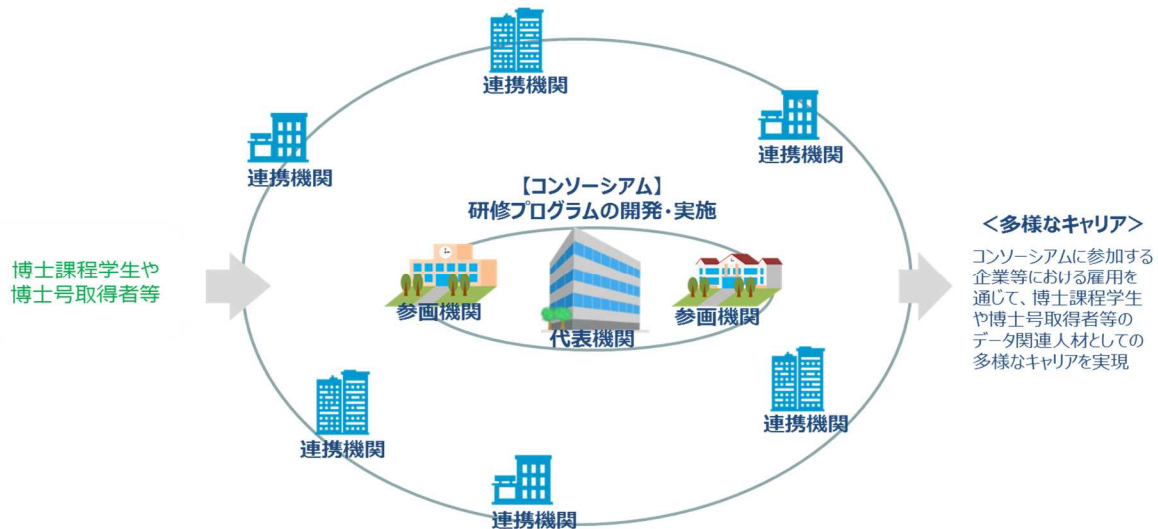 連携機関
連携機関
連携機関
【コンソーシアム】
研修プログラムの開発・実施
博士課程学生や
博士号取得者等
参画機関
代表機関
参画機関
<多様なキャリア>
コンソーシアムに参加する
企業等における雇用を
通じて、博士課程学生
や博士号取得者等の
データ関連人材としての
多様なキャリアを実現
連携機関
連携機関
連携機関